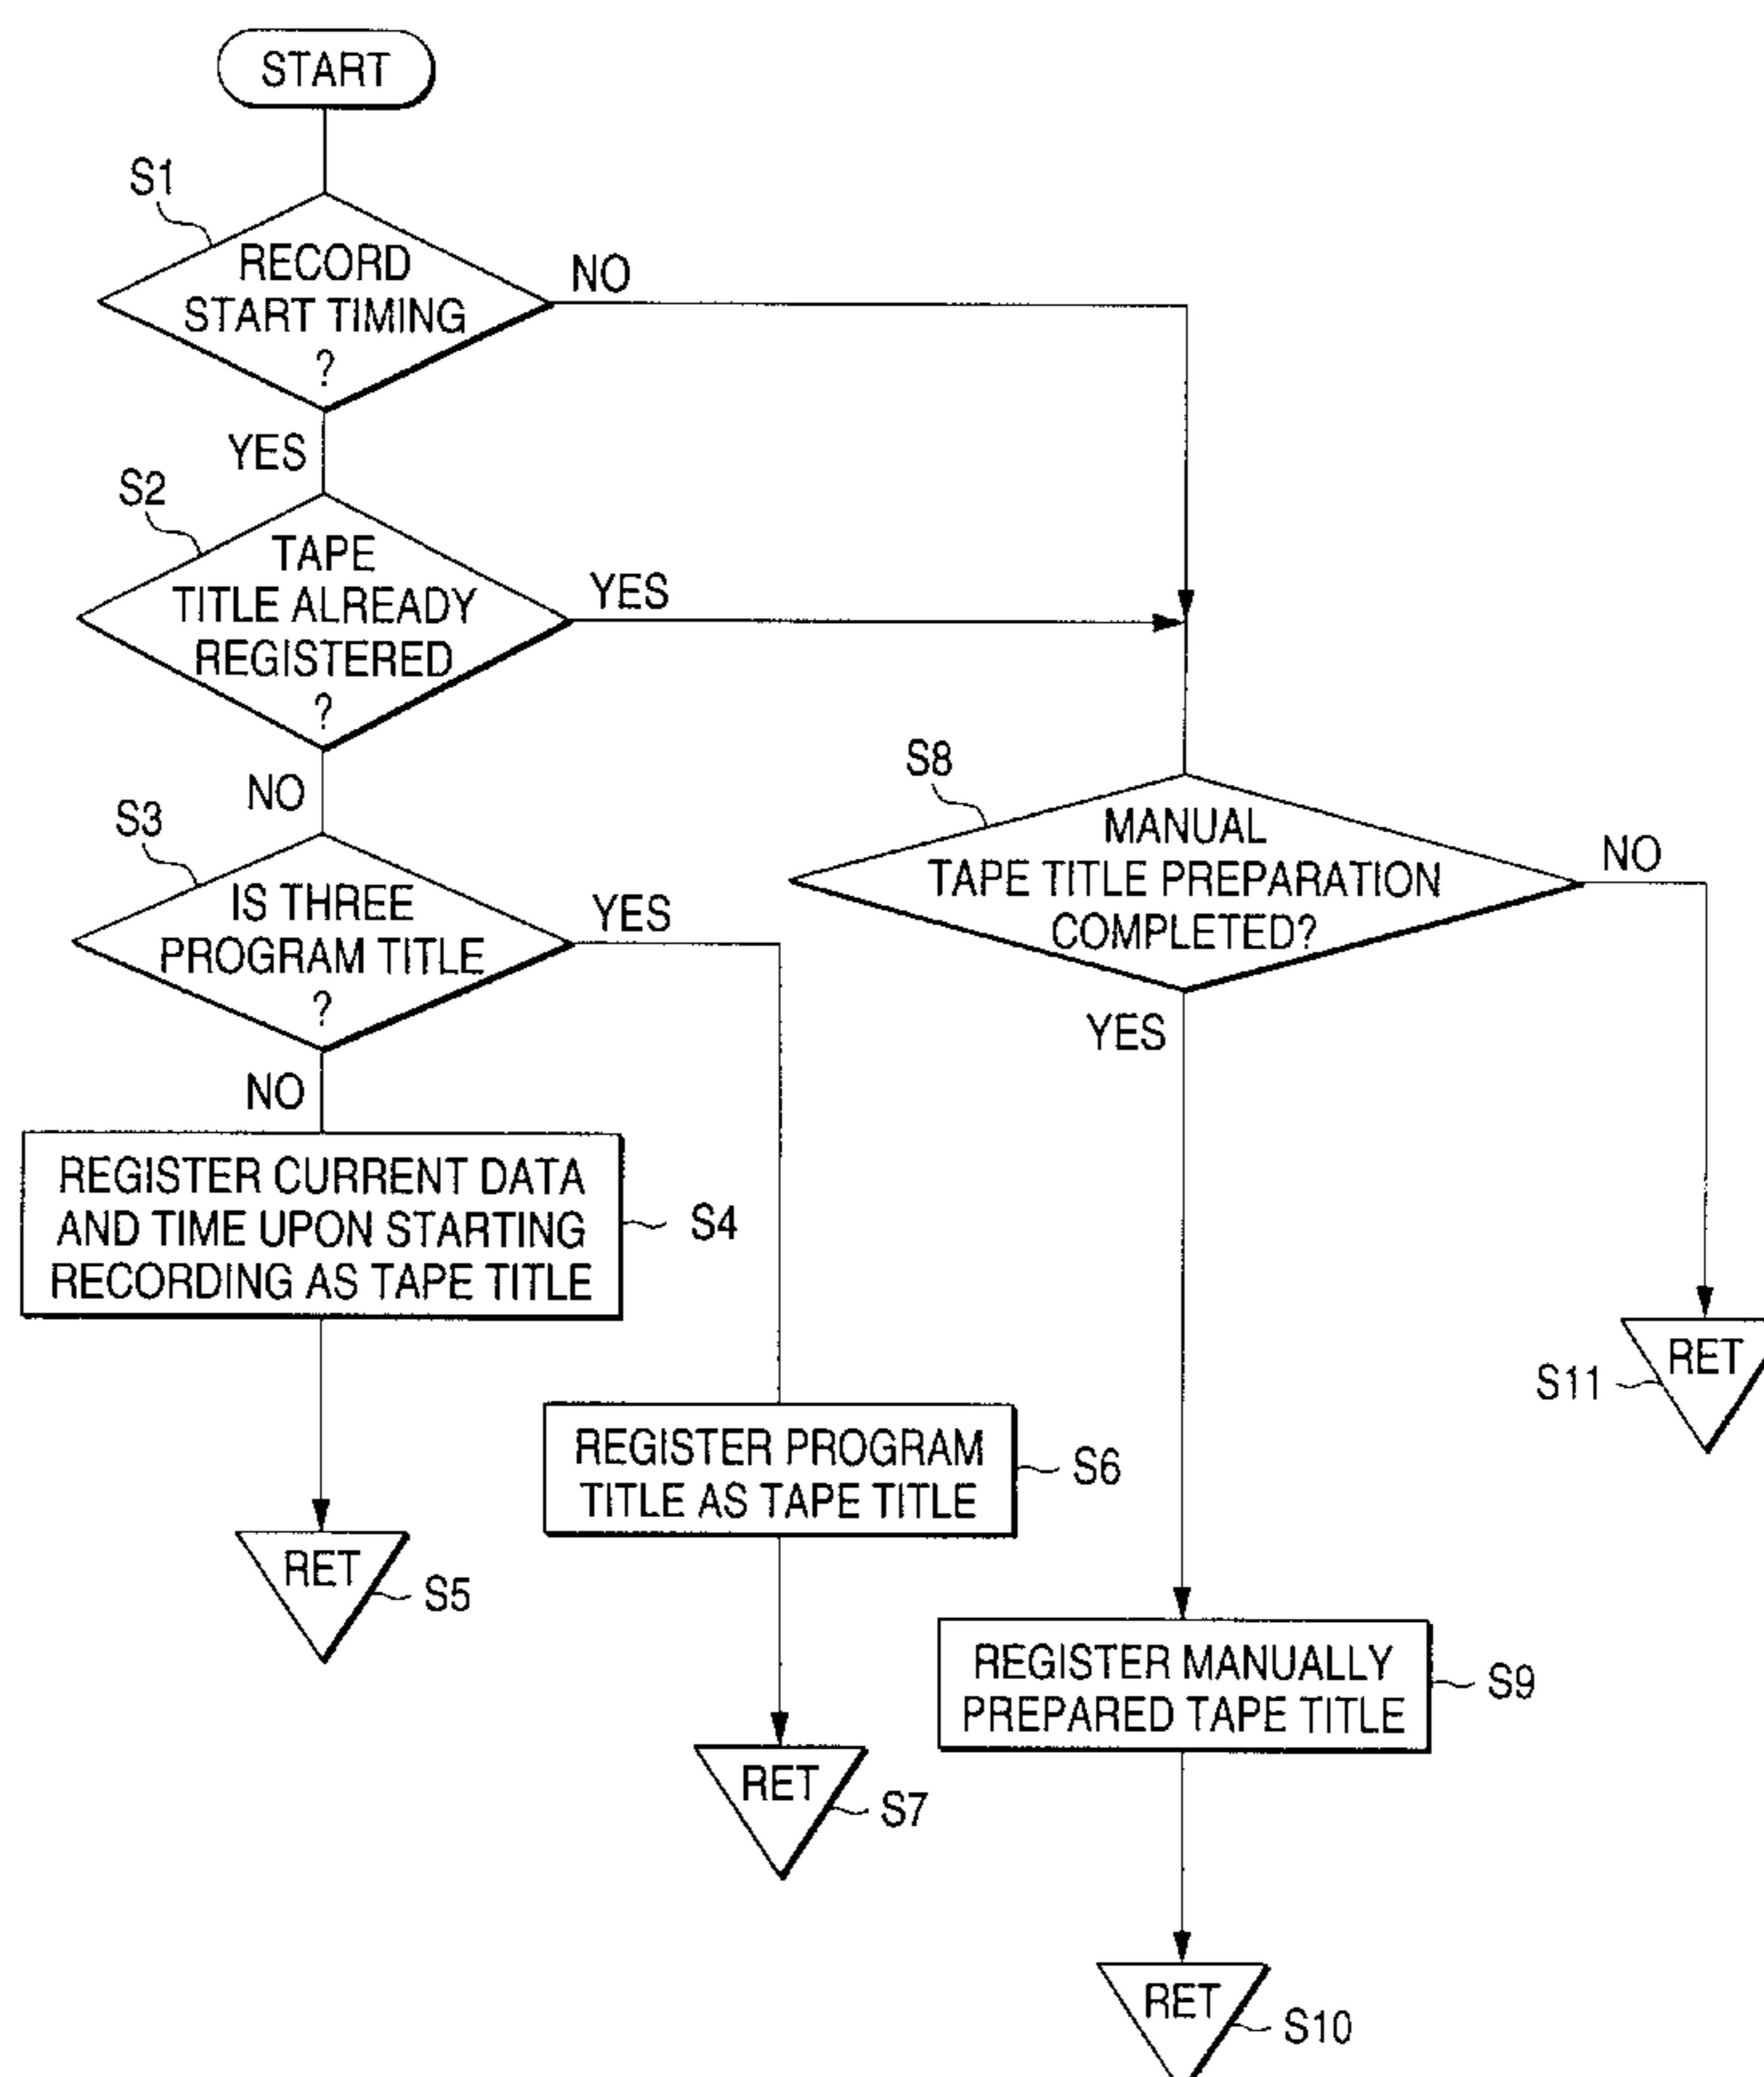 START
S1
RECORD
START TIMING
?
NO
YES
S2
TAPE
TITLE ALREADY
REGISTERED
?
YES
NO
S3
IS THREE
PROGRAM TITLE
?
YES
NO
S8
MANUAL
TAPE TITLE PREPARATION
COMPLETED?
NO
YES
REGISTER CURRENT DATA
AND TIME UPON STARTING
RECORDING AS TAPE TITLE
S4
RET
S5
REGISTER PROGRAM
TITLE AS TAPE TITLE
S6
RET
S7
REGISTER MANUALLY
PREPARED TAPE TITLE
S9
RET
S10
RET
S11